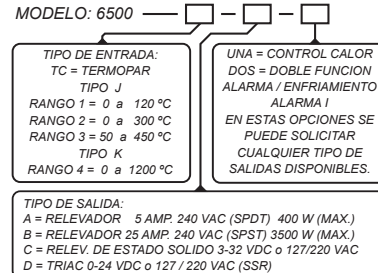 MODELO: 6500
TIPO DE ENTRADA:
TC = TERMOPAR
TIPO J
RANGO 1 = 0 a 120 ºC
RANGO 2 = 0 a 300 ºC
RANGO 3 = 50 a 450 ºC
TIPO K
RANGO 4 = 0 a 1200 ºC
UNA = CONTROL CALOR
DOS = DOBLE FUNCION
ALARMA / ENFRIAMIENTO
ALARMA I
EN ESTAS OPCIONES SE
PUEDE SOLICITAR
CUALQUIER TIPO DE
SALIDAS DISPONIBLES.
TIPO DE SALIDA:
A = RELEVADOR 5 AMP. 240 VAC (SPDT) 400 W (MAX.)
B = RELEVADOR 25 AMP. 240 VAC (SPST) 3500 W (MAX.)
C = RELEV. DE ESTADO SOLIDO 3-32 VDC o 127/220 VAC
D = TRIAC 0-24 VDC o 127 / 220 VAC (SSR)